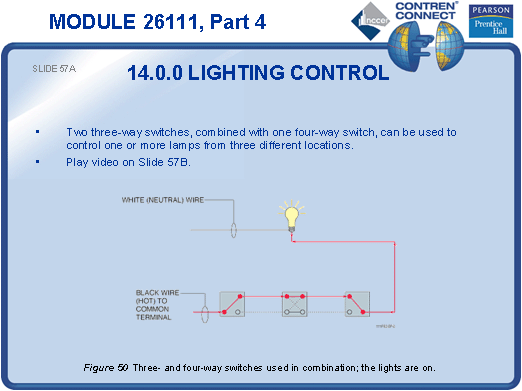 MODULE 26111, Part 4
nccer
CONTREN
CONNECT
PEARSON
Prentice
Hall
SLIDE 57A
14.0.0 LIGHTING CONTROL
• Two three-way switches, combined with one four-way switch, can be used to
control one or more lamps from three different locations.
• Play video on Slide 57B.
WHITE (NEUTRAL) WIRE
BLACK WIRE
(HOT) TO
COMMON
TERMINAL
Figure 50 Three- and four-way switches used in combination; the lights are on.